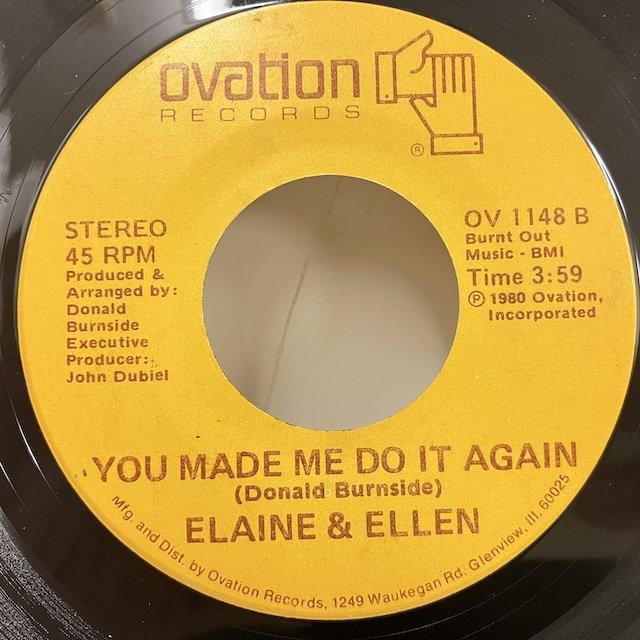 ovation
RECORDS
®
STEREO
45 RPM
Produced &
Arranged by:
Donald
Burnside
Executive
Producer:
John Dubiel
OV 1148 B
Burnt Out
Music - BMI
Time 3:59
℗ 1980 Ovation,
Incorporated
YOU MADE ME DO IT AGAIN
(Donald Burnside)
ELAINE & ELLEN
Mfg. and Dist. by Ovation Records, 1249 Waukegan Rd. Glenview, Ill. 60025